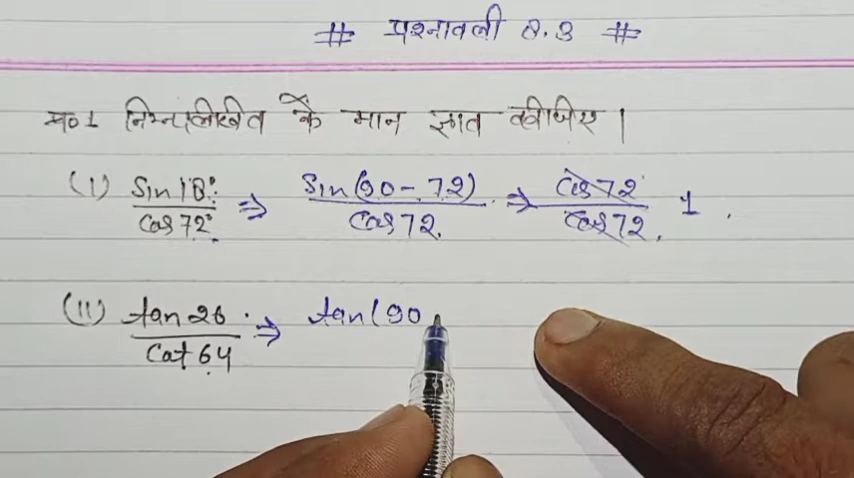 # प्रश्नावली 8.3 #
प्र०1 निम्नलिखित के मान ज्ञात कीजिए।
(I) Sin18°/Cos72° ⇒ Sin(90-72)/Cos72 ⇒ Cos72/Cos72 1
(II) tan26/Cot64 ⇒ tan(90